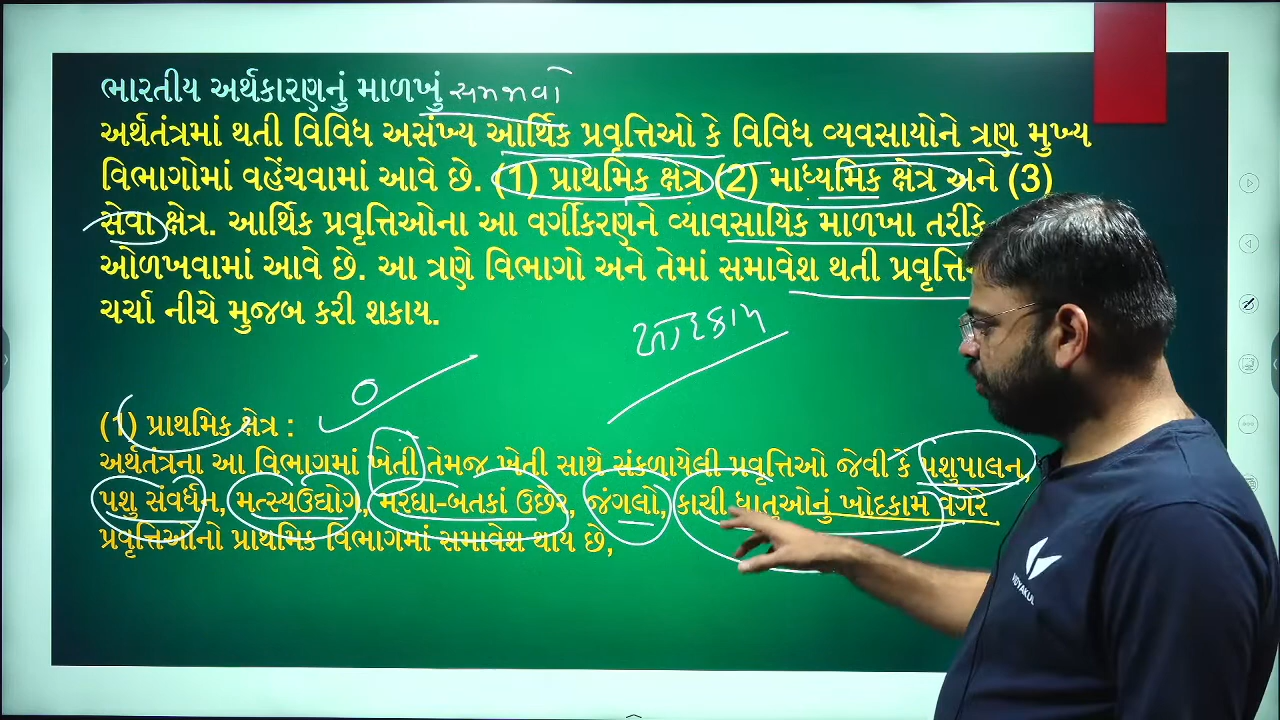 ભારતીય અર્થકારણનું માળખું સમજાવો
અર્થતંત્રમાં થતી વિવિધ અસંખ્ય આર્થિક પ્રવૃત્તિઓ કે વિવિધ વ્યવસાયોને ત્રણ મુખ્ય
વિભાગોમાં વહેંચવામાં આવે છે. (1) પ્રાથમિક ક્ષેત્ર (2) માધ્યમિક ક્ષેત્ર અને (3)
સેવા ક્ષેત્ર. આર્થિક પ્રવૃત્તિઓના આ વર્ગીકરણને વ્યાવસાયિક માળખા તરીકે
ઓળખવામાં આવે છે. આ ત્રણે વિભાગો અને તેમાં સમાવેશ થતી
ચર્ચા નીચે મુજબ કરી શકાય.
(1) પ્રાથમિક ક્ષેત્ર :
અર્થતંત્રના આ વિભાગમાં ખેતી તેમજ ખેતી સાથે સંકળાયેલી પ્રવૃત્તિઓ જેવી કે પશુપાલન,
પશુ સંવર્ધન, મત્સ્યઉદ્યોગ, મરઘા-બતકાં ઉછેર, જંગલો, કાચી ધાતુઓનું ખોદકામ વગેરે
પ્રવૃત્તિઓનો પ્રાથમિક વિભાગમાં સમાવેશ થાય છે,
VIDYAKUL